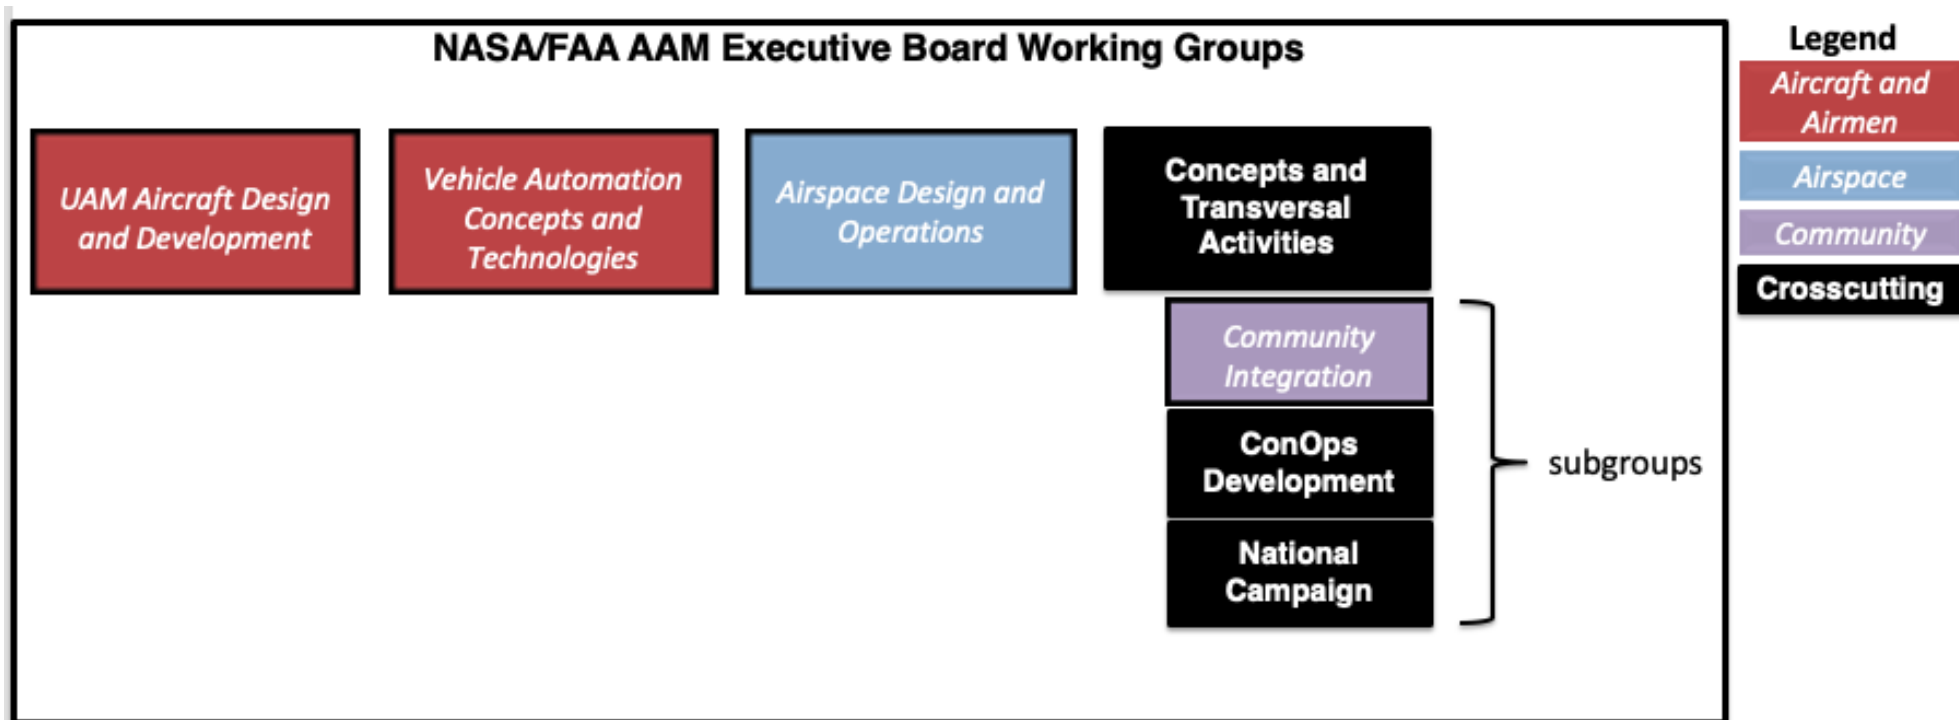 NASA/FAA AAM Executive Board Working Groups
UAM Aircraft Design
and Development
Vehicle Automation
Concepts and
Technologies
Airspace Design and
Operations
Concepts and
Transversal
Activities
Community
Integration
ConOps
Development
National
Campaign
subgroups
Legend
Aircraft and
Airmen
Airspace
Community
Crosscutting